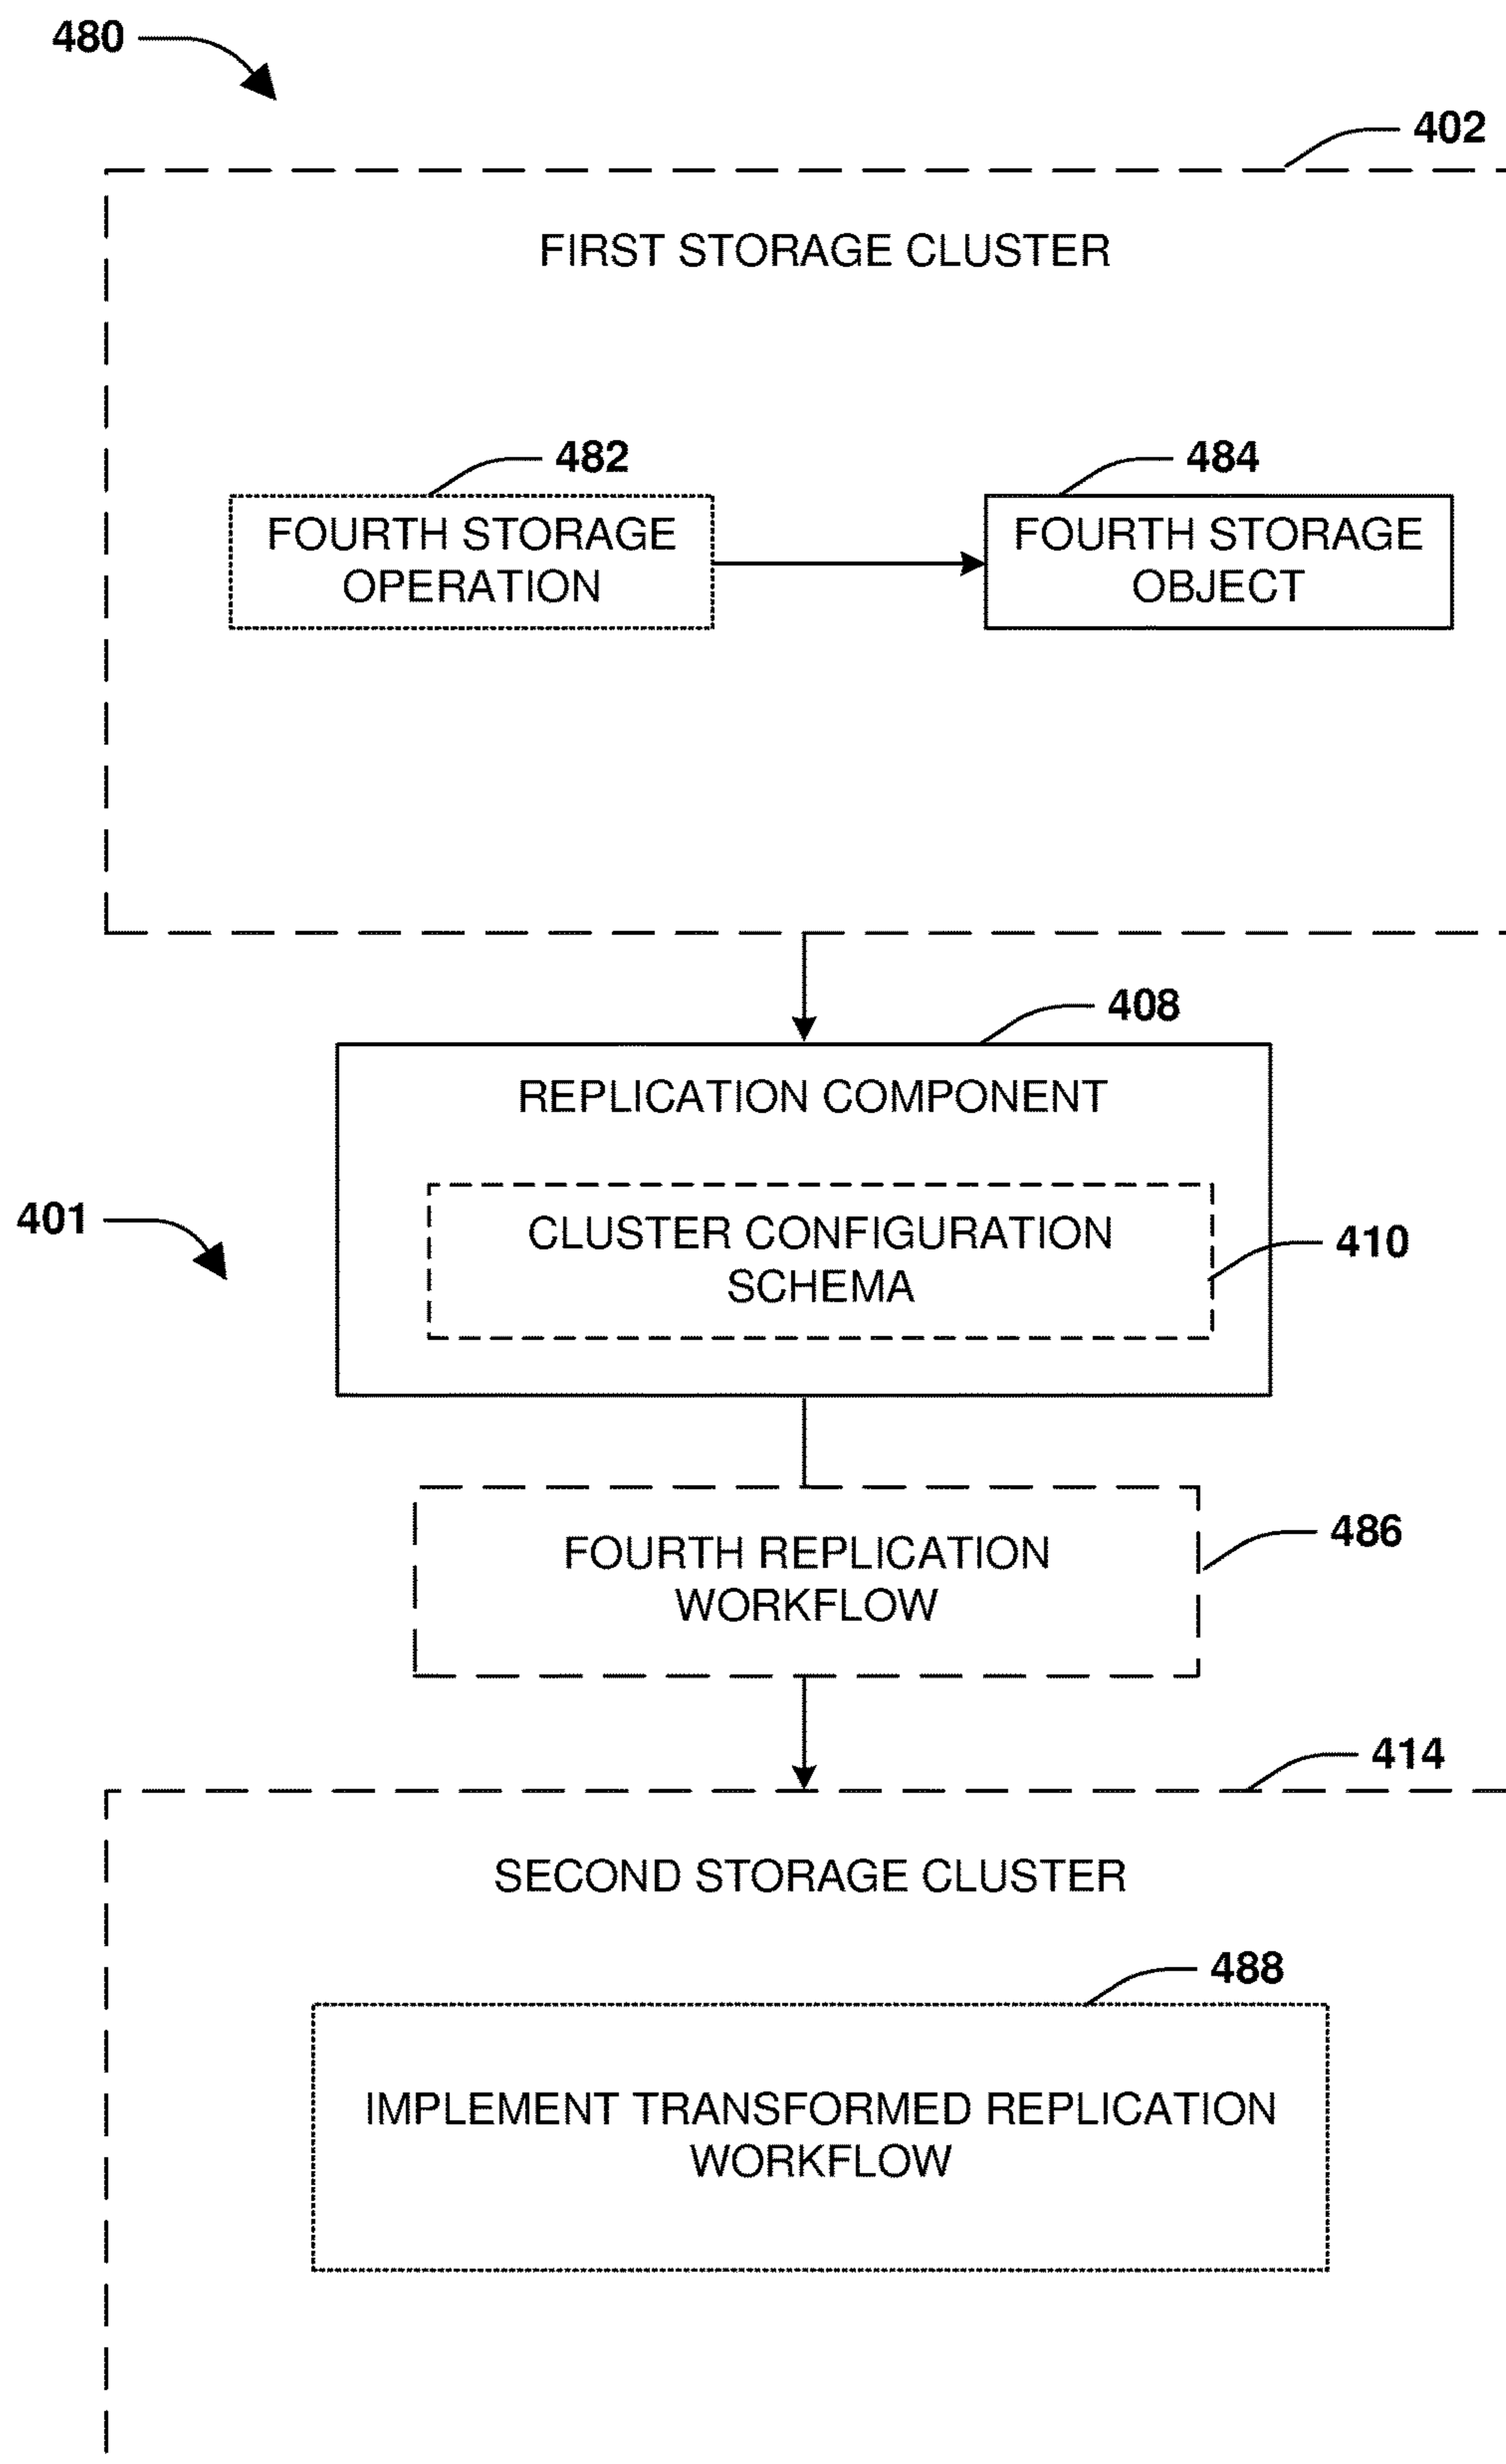 480
402
FIRST STORAGE CLUSTER
482
484
FOURTH STORAGE
OPERATION
FOURTH STORAGE
OBJECT
408
REPLICATION COMPONENT
401
CLUSTER CONFIGURATION
SCHEMA
410
486
FOURTH REPLICATION
WORKFLOW
414
SECOND STORAGE CLUSTER
488
IMPLEMENT TRANSFORMED REPLICATION
WORKFLOW